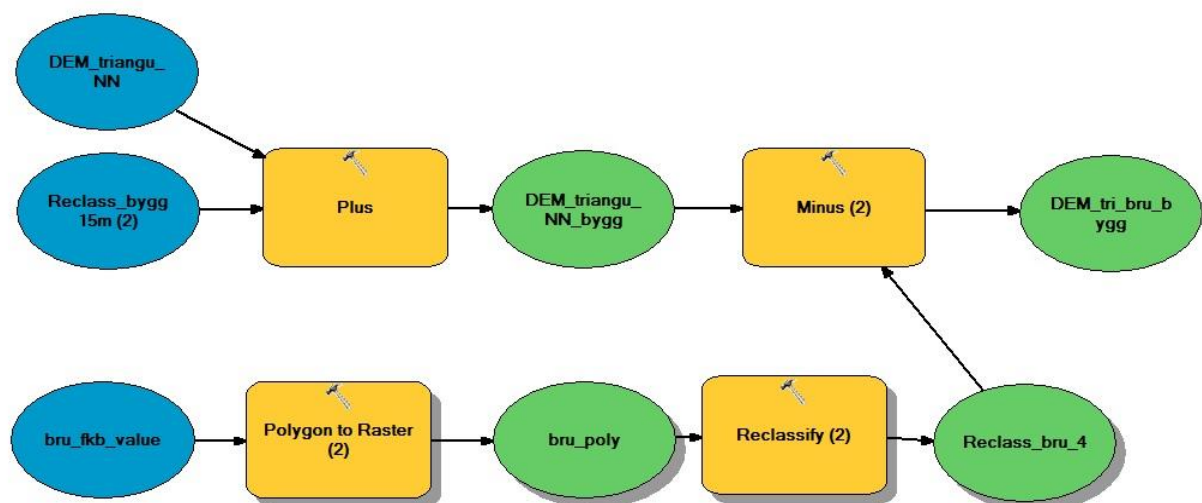 DEM_triangu_
NN
Reclass_bygg
15m (2)
Plus
DEM_triangu_
NN_bygg
Minus (2)
DEM_tri_bru_b
ygg
bru_fkb_value
Polygon to Raster
(2)
bru_poly
Reclassify (2)
Reclass_bru_4